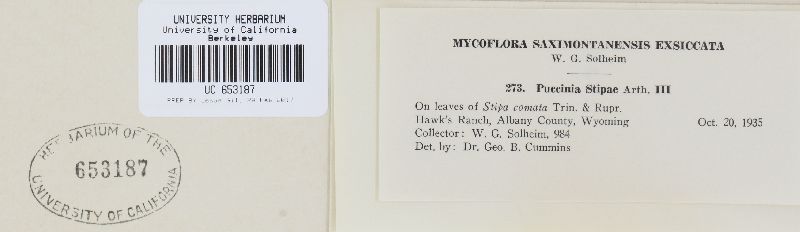 UNIVERSITY HERBARIUM
University of California
Berkeley
UC 653187
HERBARIUM OF THE
653187
UNIVERSITY OF CALIFORNIA
MYCOFLORA SAXIMONTANENSIS EXSICCATA
W. G. Solheim
273. Puccinia Stipae Arth. III
On leaves of Stipa comata Trin. & Rupr.
Hawk's Ranch, Albany County, Wyoming Oct. 20, 1935
Collector: W. G. Solheim, 984
Det. by: Dr. Geo. B. Cummins